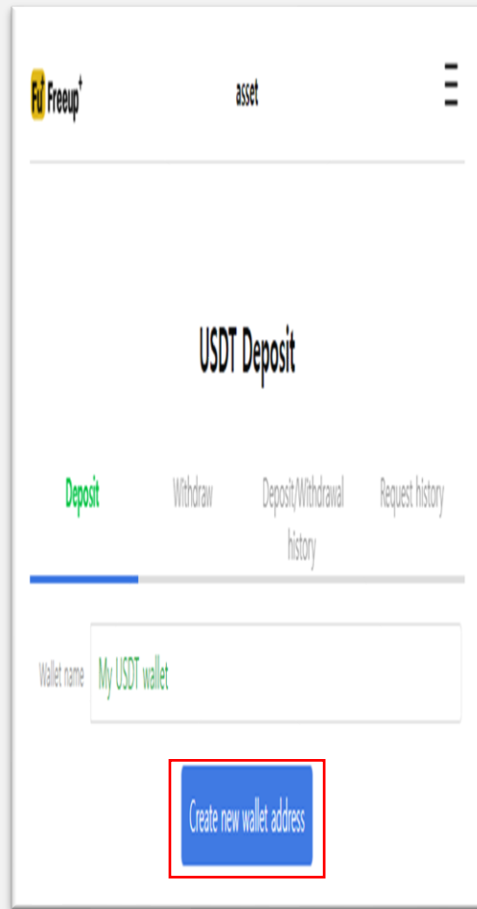 Fu+ Freeup+
asset
USDT Deposit
Deposit
Withdraw
Deposit/Withdrawal
history
Request history
Wallet name
My USDT wallet
Create new wallet address